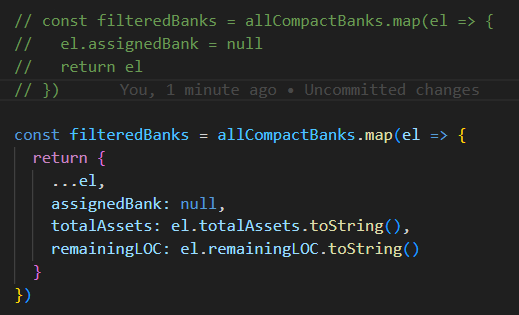 // const filteredBanks = allCompactBanks.map(el => {
//   el.assignedBank = null
//   return el
// })      You, 1 minute ago • Uncommitted changes

const filteredBanks = allCompactBanks.map(el => {
  return {
    ...el,
    assignedBank: null,
    totalAssets: el.totalAssets.toString(),
    remainingLOC: el.remainingLOC.toString()
  }
})